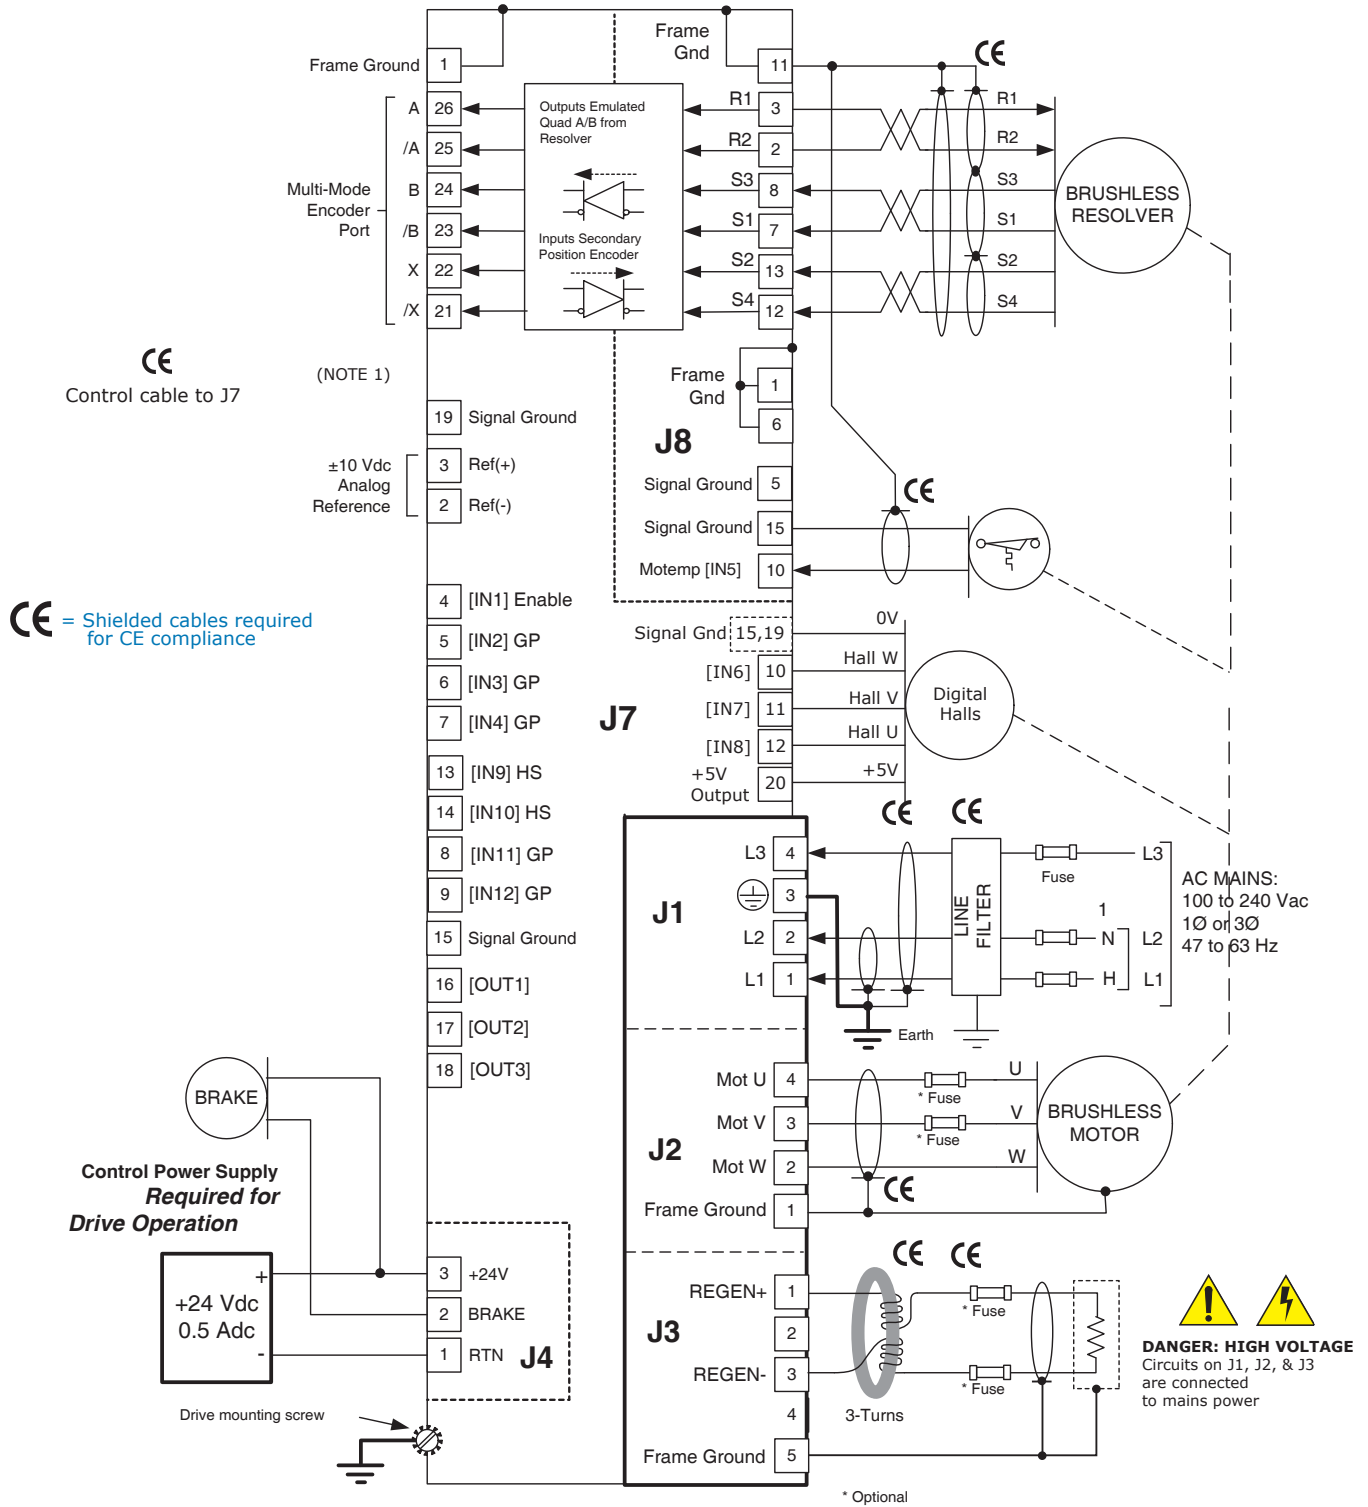 Frame Ground 1
Frame
Gnd
11
CE
A 26
/A 25
B 24
/B 23
X 22
/X 21
Multi-Mode
Encoder
Port
Outputs Emulated
Quad A/B from
Resolver
Inputs Secondary
Position Encoder
R1 3 R1
R2 2 R2
S3 8 S3
S1 7 S1
S2 13 S2
S4 12 S4
BRUSHLESS
RESOLVER
CE
Control cable to J7
(NOTE 1)
Frame
Gnd
1
6
J8
19 Signal Ground
±10 Vdc
Analog
Reference
3 Ref(+)
2 Ref(-)
Signal Ground 5
Signal Ground 15
Motemp [IN5] 10
CE
CE = Shielded cables required
for CE compliance
4 [IN1] Enable
5 [IN2] GP
6 [IN3] GP
7 [IN4] GP
13 [IN9] HS
14 [IN10] HS
8 [IN11] GP
9 [IN12] GP
15 Signal Ground
16 [OUT1]
17 [OUT2]
18 [OUT3]
J7
Signal Gnd 15,19 0V
[IN6] 10 Hall W
[IN7] 11 Hall V
[IN8] 12 Hall U
+5V
Output
20 +5V
Digital
Halls
CE CE
J1
L3 4
3
L2 2
L1 1
LINE
FILTER
Fuse
L3
1
N L2
H L1
AC MAINS:
100 to 240 Vac
1Ø or 3Ø
47 to 63 Hz
Earth
J2
Mot U 4 U
* Fuse
Mot V 3 V
* Fuse
Mot W 2 W
Frame Ground 1
CE
BRUSHLESS
MOTOR
BRAKE
Control Power Supply
Required for
Drive Operation
+
+24 Vdc
0.5 Adc
-
3 +24V
2 BRAKE
1 RTN
J4
Drive mounting screw
J3
REGEN+ 1
2
REGEN- 3
4
Frame Ground 5
CE CE
* Fuse
* Fuse
3-Turns
* Optional
DANGER: HIGH VOLTAGE
Circuits on J1, J2, & J3
are connected
to mains power